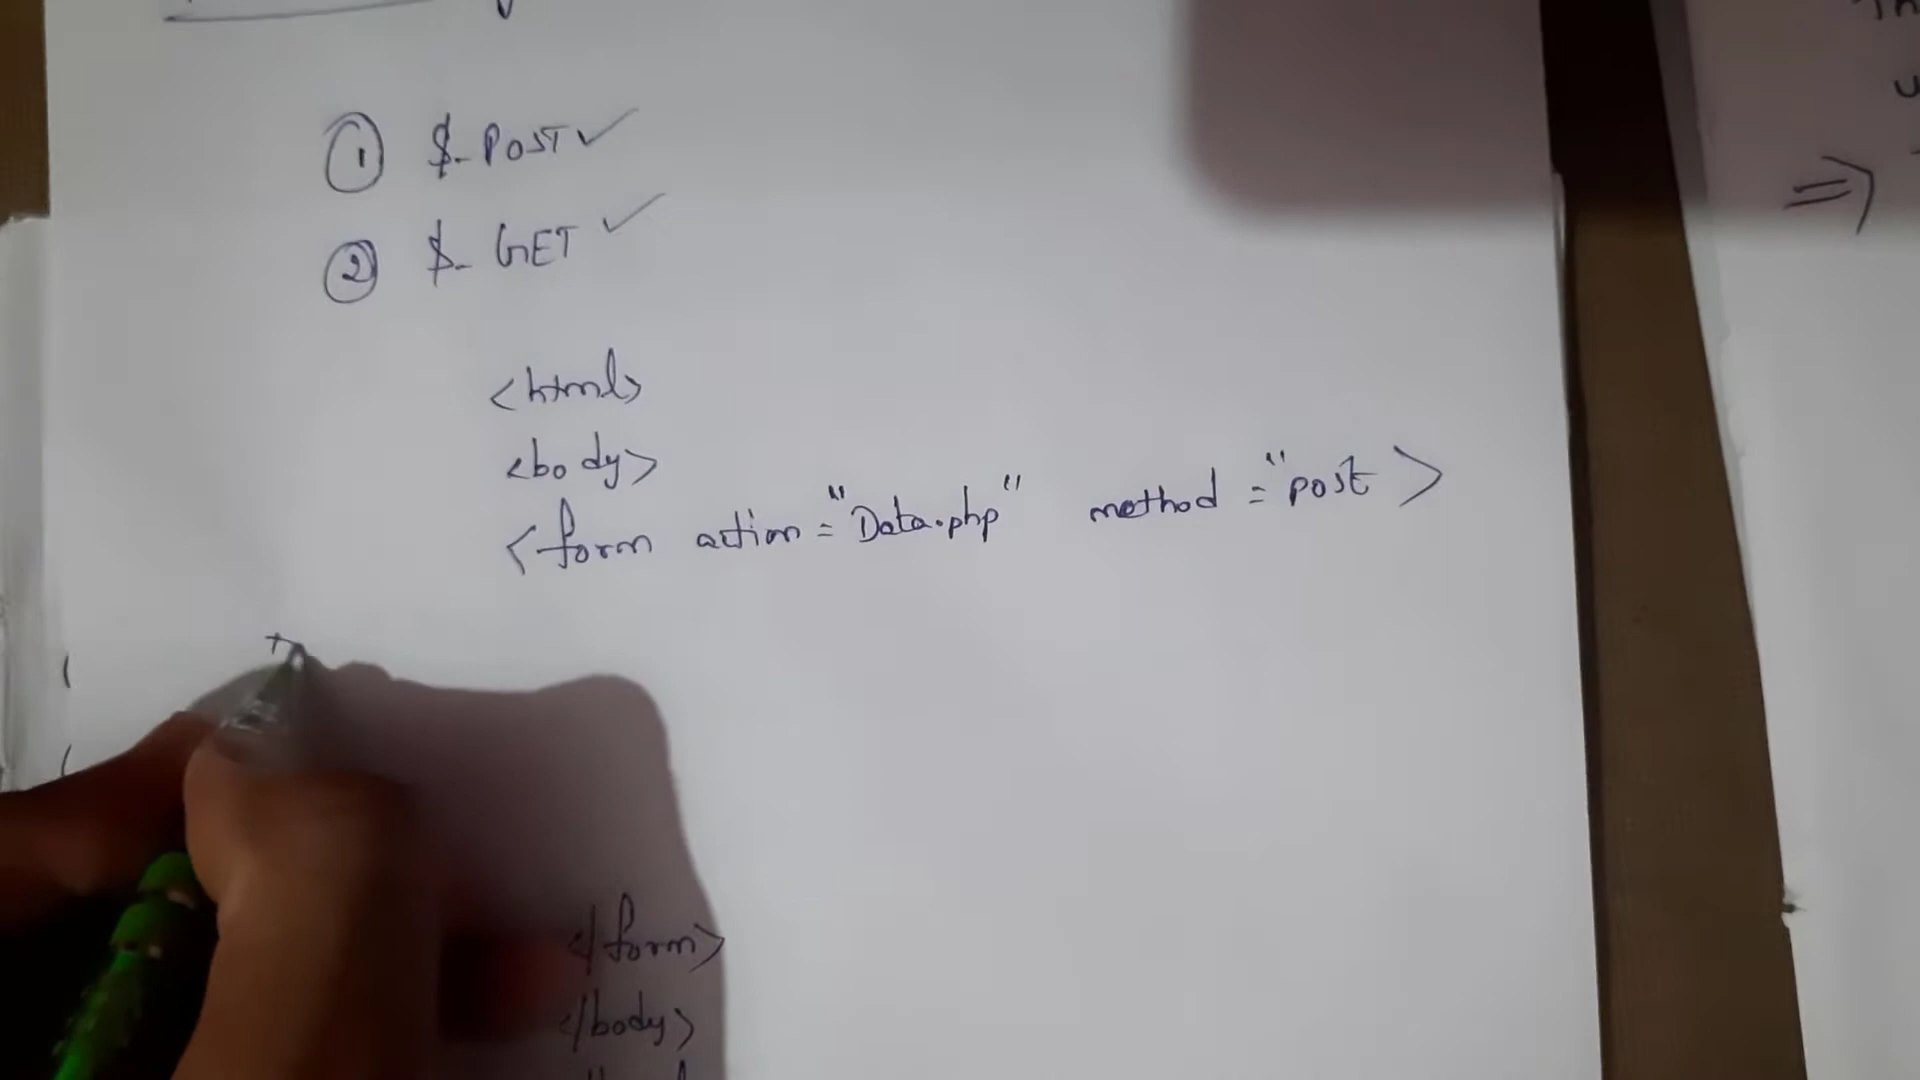 ① $_POST ✓
② $_GET ✓
<html>
<body>
<form action="Data.php" method="post>
</form>
</body>